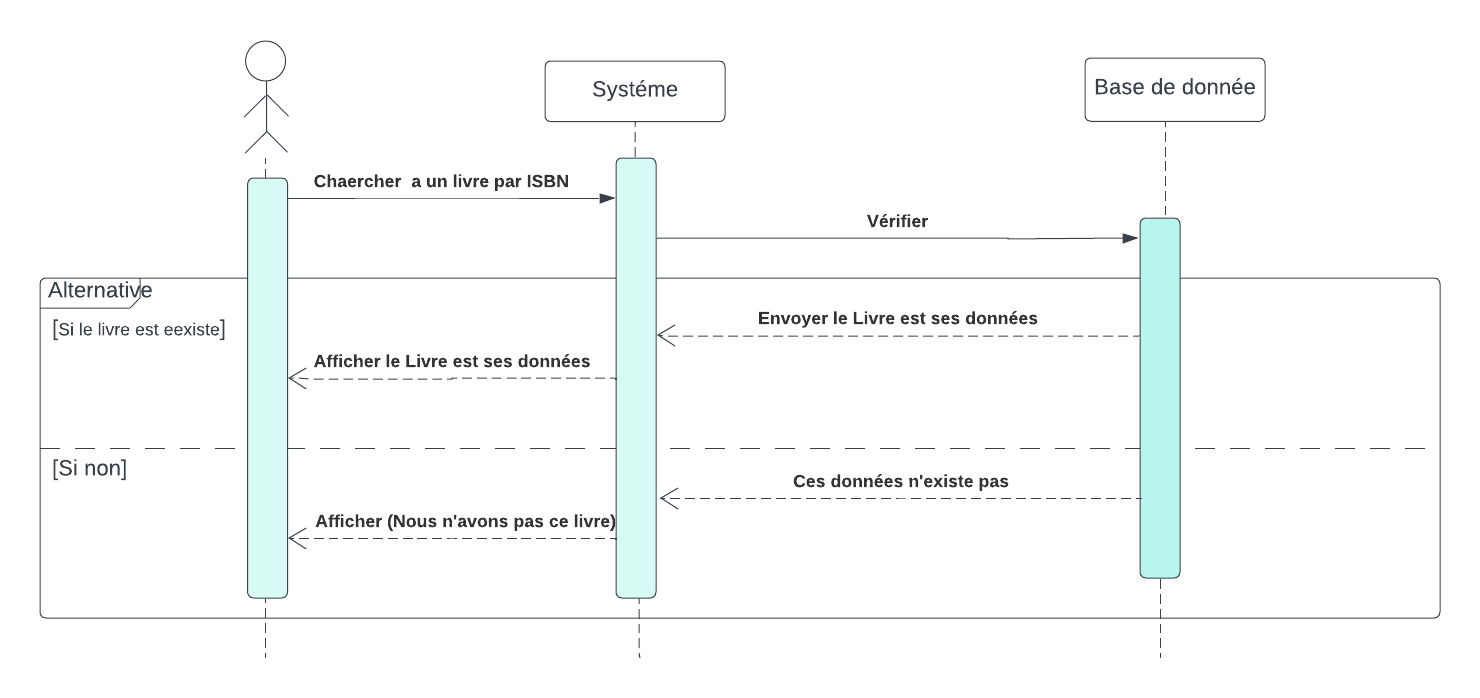 Systéme
Base de donnée
Chaercher  a un livre par ISBN
Vérifier
Alternative
[Si le livre est eexiste]
Envoyer le Livre est ses données
Afficher le Livre est ses données
[Si non]
Ces données n'existe pas
Afficher (Nous n'avons pas ce livre)